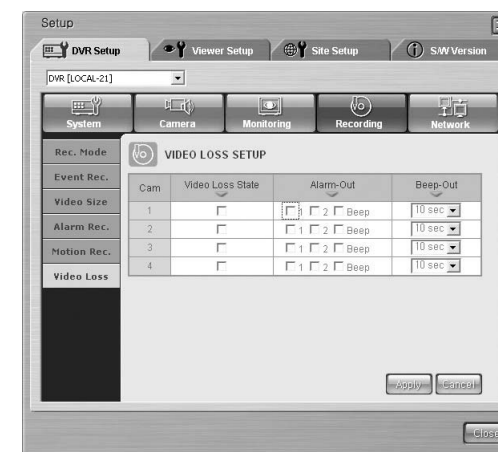 Setup
DVR Setup Viewer Setup Site Setup S/W Version
DVR [LOCAL-21]
System Camera Monitoring Recording Network
Rec. Mode
Event Rec.
Video Size
Alarm Rec.
Motion Rec.
Video Loss
VIDEO LOSS SETUP
Cam Video Loss State Alarm-Out Beep-Out
1 1 2 Beep 10 sec
2 1 2 Beep 10 sec
3 1 2 Beep 10 sec
4 1 2 Beep 10 sec
Apply Cancel
Close